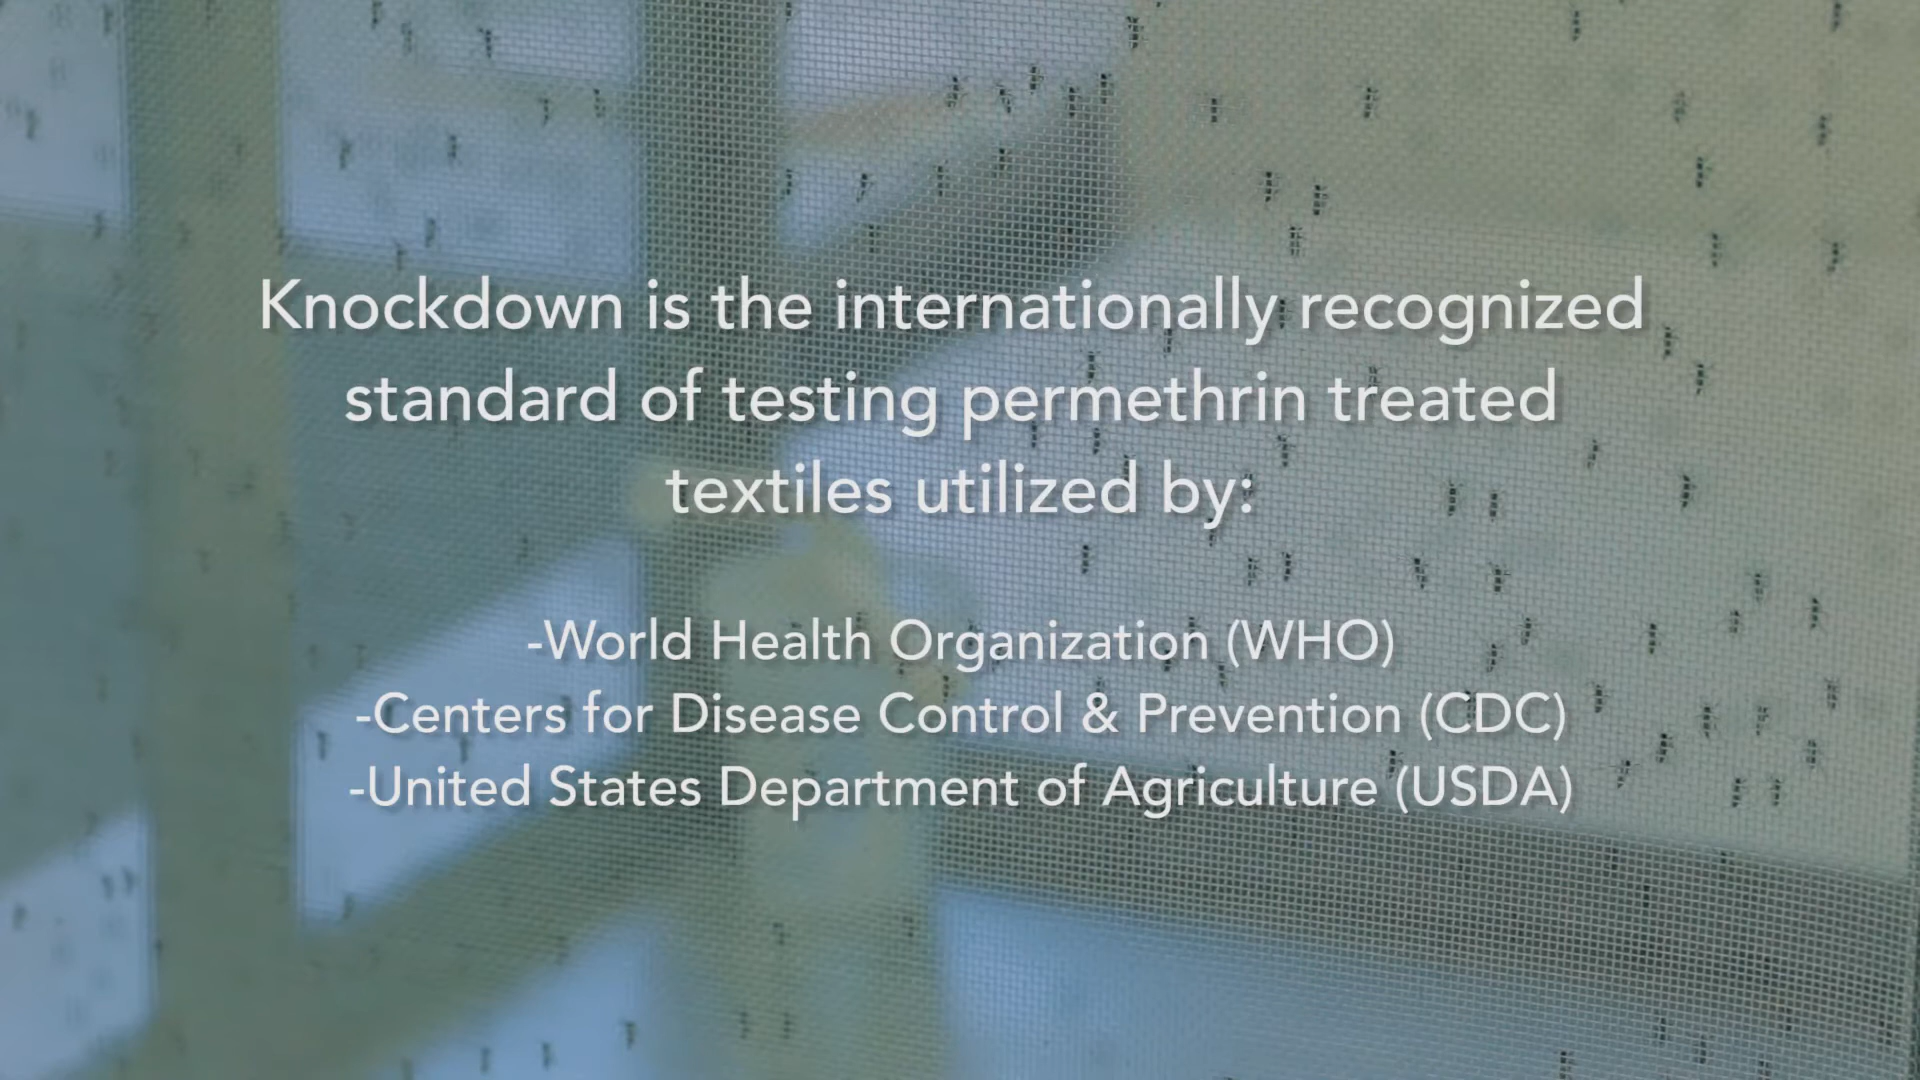 Knockdown is the internationally recognized
standard of testing permethrin treated
textiles utilized by:
-World Health Organization (WHO)
-Centers for Disease Control & Prevention (CDC)
-United States Department of Agriculture (USDA)